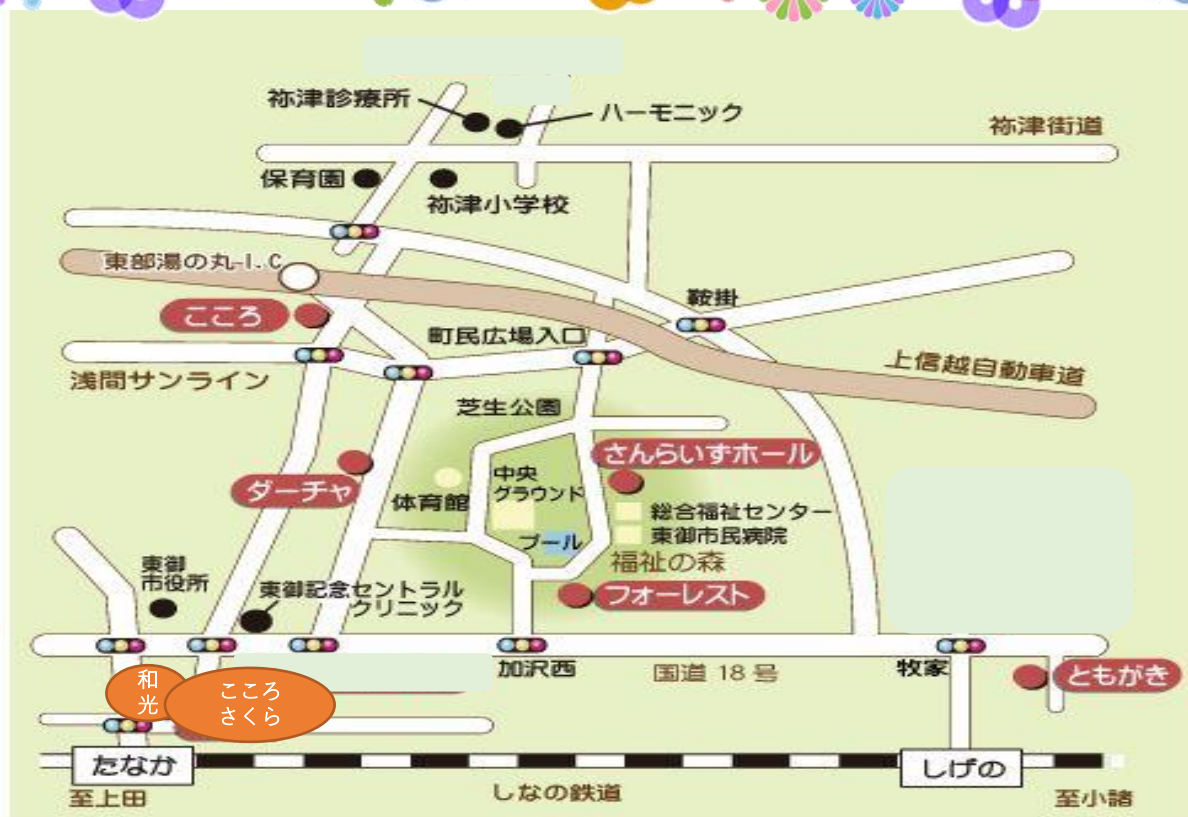 祢津診療所
ハーモニック
祢津街道
保育園
祢津小学校
東部湯の丸I.C
鞍掛
こころ
町民広場入口
浅間サンライン
上信越自動車道
芝生公園
さんらいずホール
中央
グラウンド
ダーチャ
体育館
総合福祉センター
東御市民病院
プール
福祉の森
東御
市役所
東御記念セントラル
クリニック
フォーレスト
加沢西
国道18号
牧家
ともがき
和
光
こころ
さくら
たなか
しげの
至上田
しなの鉄道
至小諸